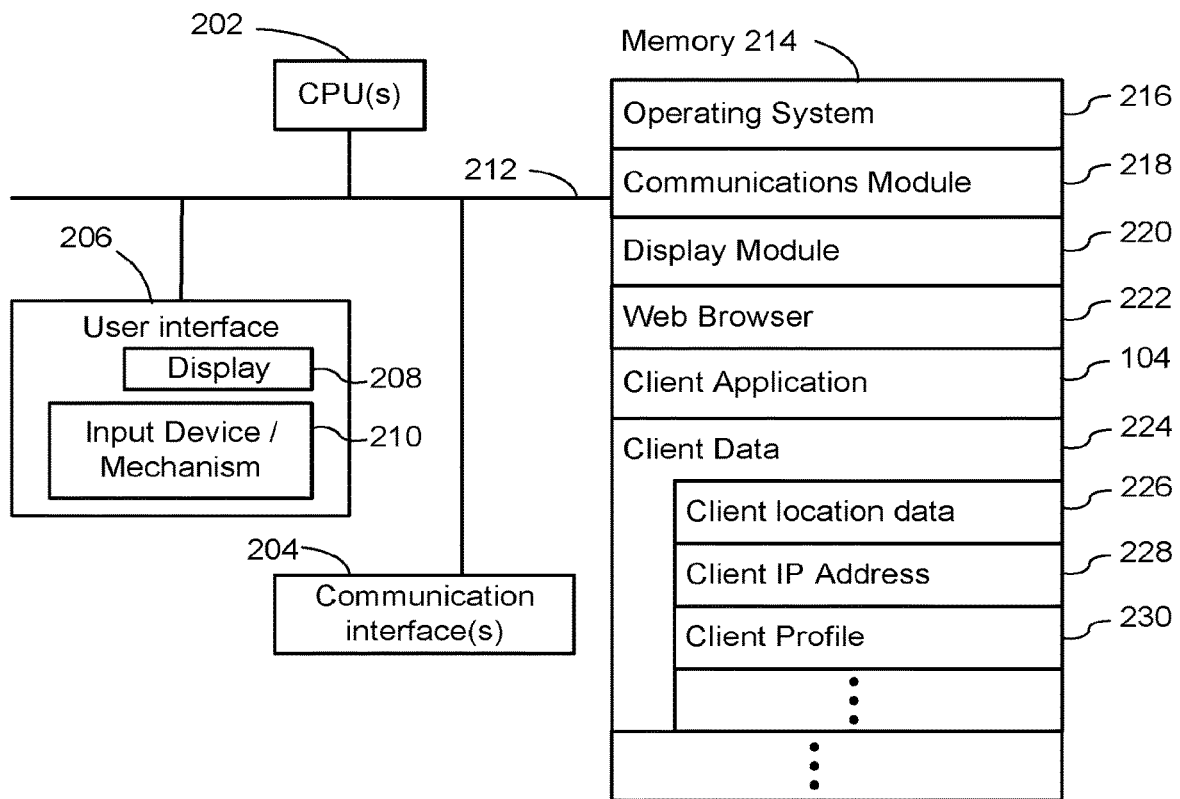 202
CPU(s)
212
206
User interface
Display
208
Input Device /
Mechanism
210
204
Communication
interface(s)
Memory 214
Operating System
216
Communications Module
218
Display Module
220
Web Browser
222
Client Application
104
Client Data
224
Client location data
226
Client IP Address
228
Client Profile
230